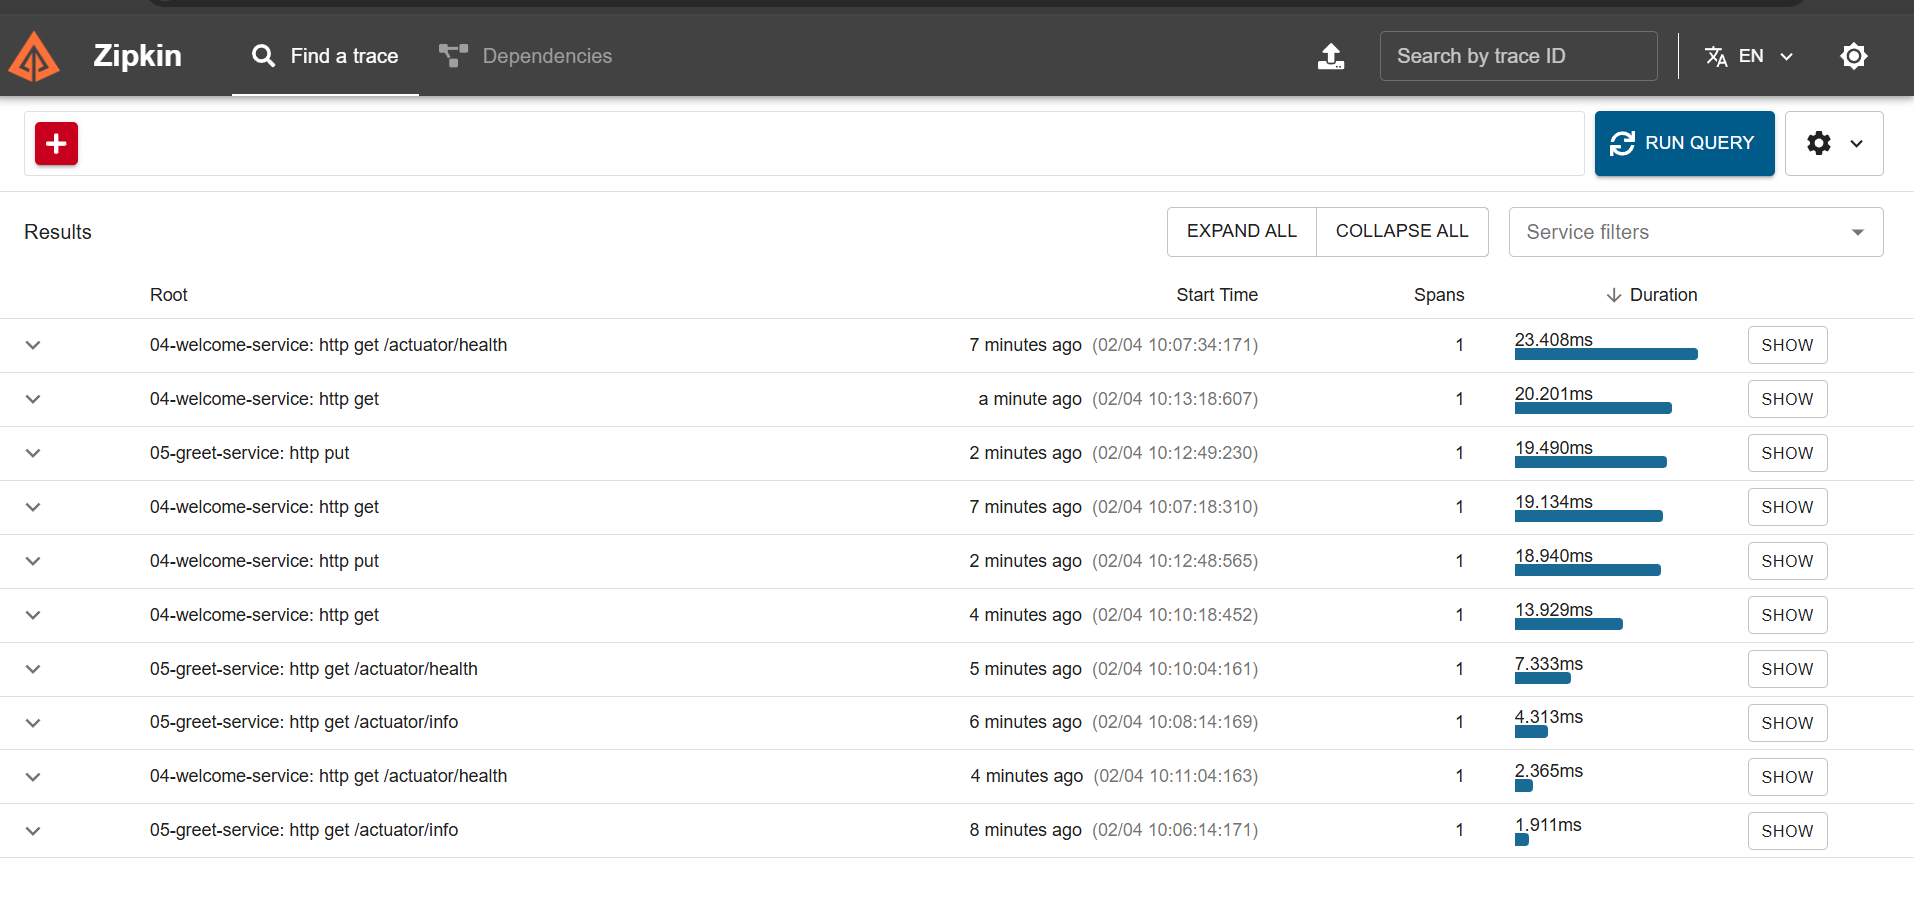 Zipkin Find a trace Dependencies Search by trace ID EN
RUN QUERY
Results EXPAND ALL COLLAPSE ALL Service filters
Root Start Time Spans Duration
04-welcome-service: http get /actuator/health 7 minutes ago (02/04 10:07:34:171) 1 23.408ms SHOW
04-welcome-service: http get a minute ago (02/04 10:13:18:607) 1 20.201ms SHOW
05-greet-service: http put 2 minutes ago (02/04 10:12:49:230) 1 19.490ms SHOW
04-welcome-service: http get 7 minutes ago (02/04 10:07:18:310) 1 19.134ms SHOW
04-welcome-service: http put 2 minutes ago (02/04 10:12:48:565) 1 18.940ms SHOW
04-welcome-service: http get 4 minutes ago (02/04 10:10:18:452) 1 13.929ms SHOW
05-greet-service: http get /actuator/health 5 minutes ago (02/04 10:10:04:161) 1 7.333ms SHOW
05-greet-service: http get /actuator/info 6 minutes ago (02/04 10:08:14:169) 1 4.313ms SHOW
04-welcome-service: http get /actuator/health 4 minutes ago (02/04 10:11:04:163) 1 2.365ms SHOW
05-greet-service: http get /actuator/info 8 minutes ago (02/04 10:06:14:171) 1 1.911ms SHOW